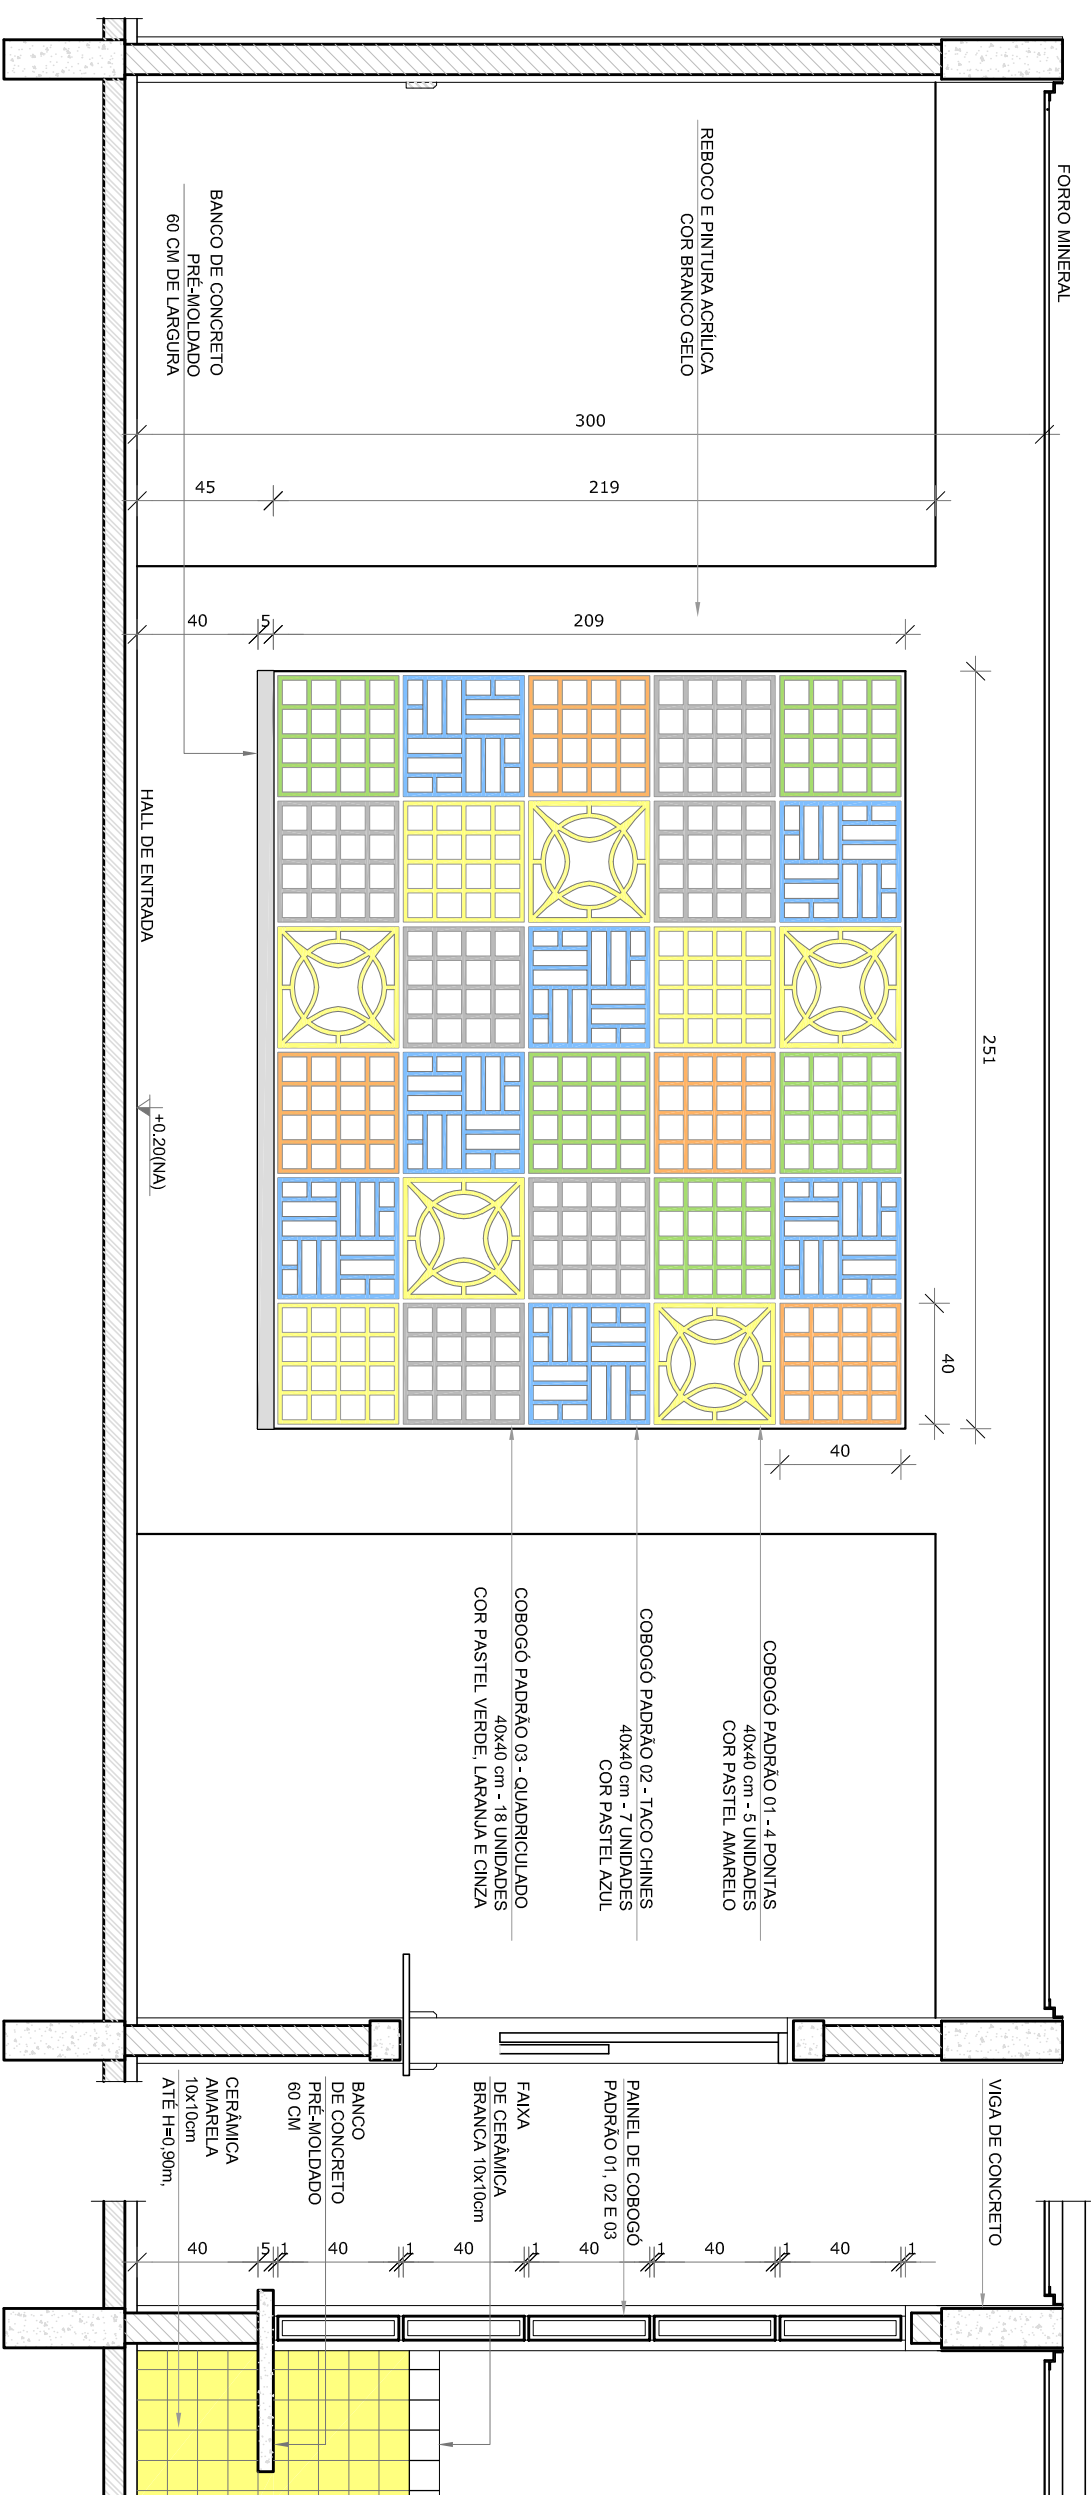 FORRO MINERAL
REBOCO E PINTURA ACRÍLICA
COR BRANCO GELO
BANCO DE CONCRETO
PRÉ-MOLDADO
60 CM DE LARGURA
300
45
219
40
5
209
251
40
40
HALL DE ENTRADA
+0.20(NA)
COBOGÓ PADRÃO 01 - 4 PONTAS
40x40 cm - 5 UNIDADES
COR PASTEL AMARELO
COBOGÓ PADRÃO 02 - TACO CHINES
40x40 cm - 7 UNIDADES
COR PASTEL AZUL
COBOGÓ PADRÃO 03 - QUADRICULADO
40x40 cm - 18 UNIDADES
COR PASTEL VERDE, LARANJA E CINZA
VIGA DE CONCRETO
PAINEL DE COBOGÓ
PADRÃO 01, 02 E 03
FAIXA
DE CERÂMICA
BRANCA 10x10cm
BANCO
DE CONCRETO
PRÉ-MOLDADO
60 CM
CERÂMICA
AMARELA
10x10cm
ATÉ H=0,90m,
40
5
1
40
1
40
1
40
1
40
1
40
1